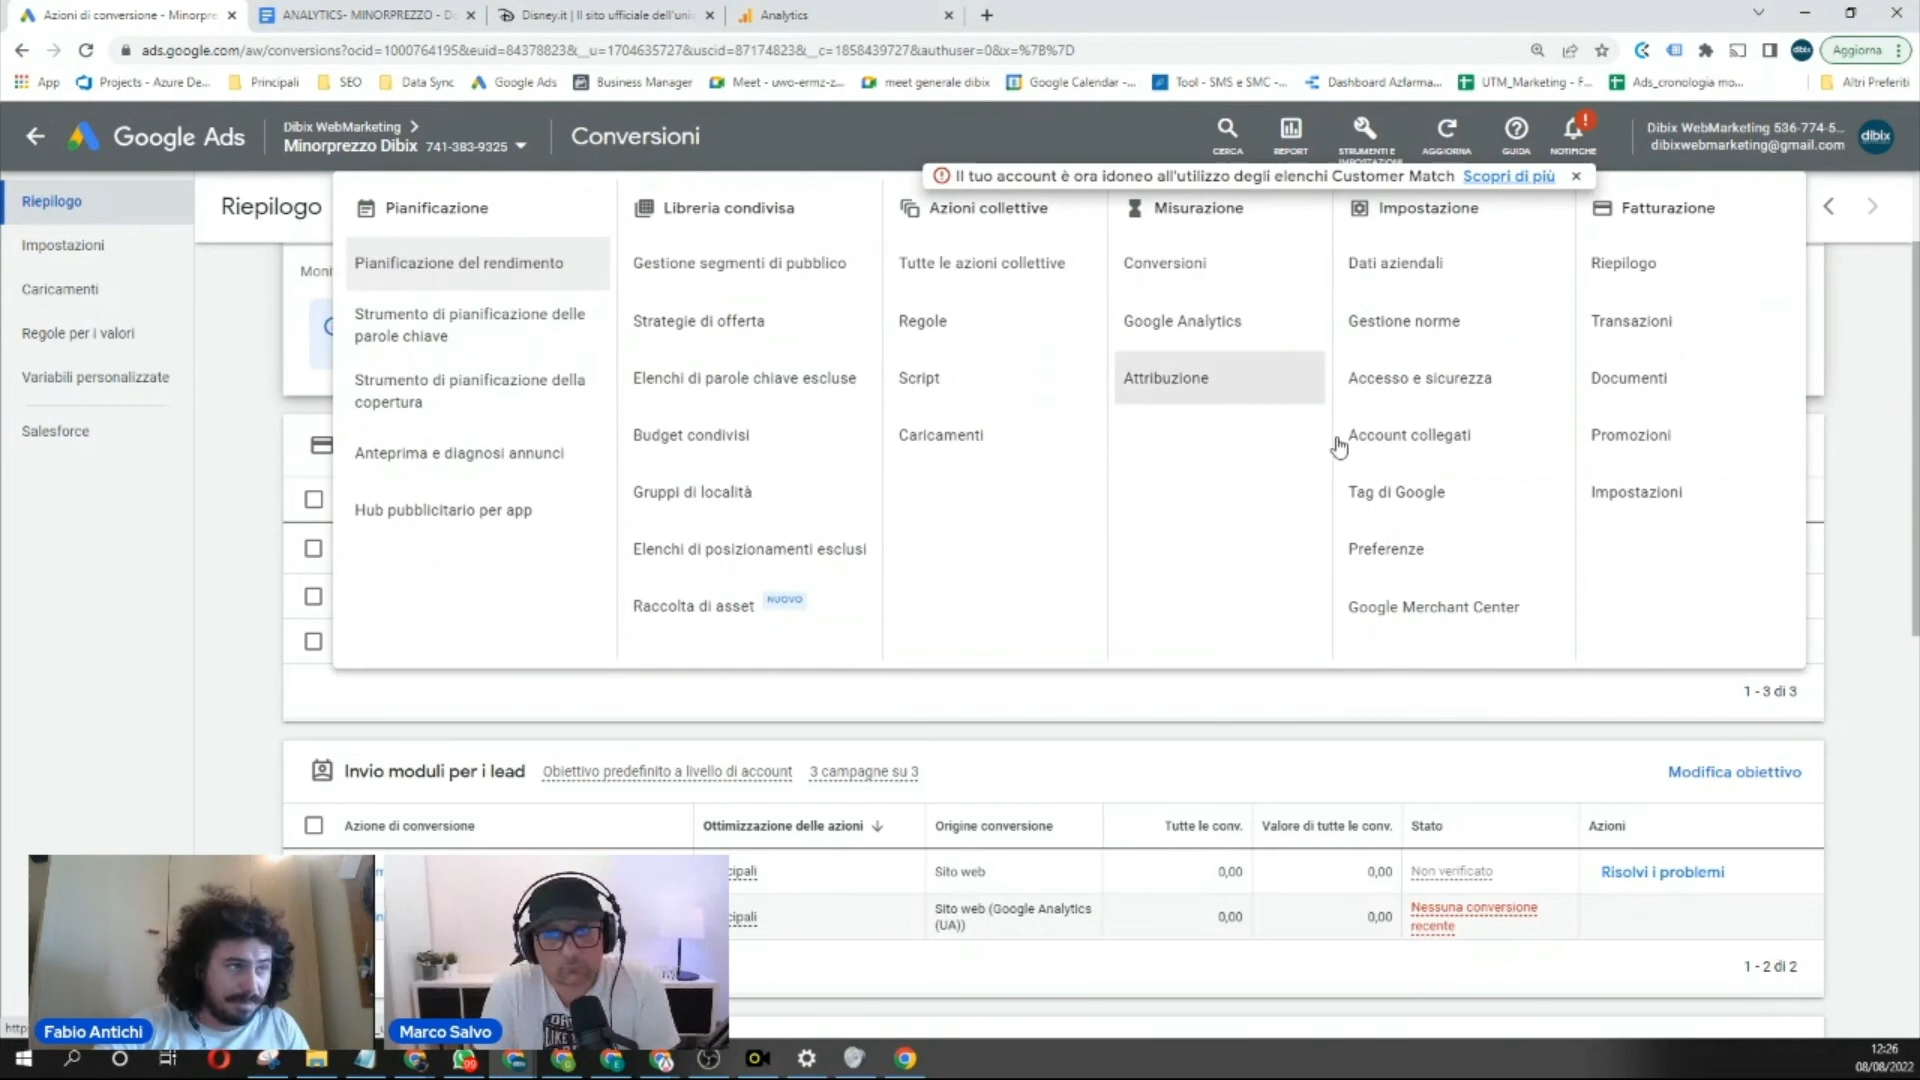 Azioni di conversione - Minorpre
ANALYTICS- MINORPREZZO - Do
Disney.it | Il sito ufficiale dell'uni
Analytics
ads.google.com/aw/conversions?ocid=1000764195&euid=84378823&__u=1704635727&uscid=87174823&__c=1858439727&authuser=0&x=%7B%7D
Aggiorna
App
Projects - Azure De...
Principali
SEO
Data Sync
Google Ads
Business Manager
Meet - uwo-ermz-z...
meet generale dibix
Google Calendar -...
Tool - SMS e SMC -...
Dashboard Azfarma...
UTM_Marketing - F...
Ads_cronologia mo...
Altri Preferiti
Google Ads
Dibix WebMarketing
Minorprezzo Dibix 741-383-9325
Conversioni
CERCA
REPORT
STRUMENTI E
IMPOSTAZIONI
AGGIORNA
GUIDA
NOTIFICHE
Dibix WebMarketing 536-774-5...
dibixwebmarketing@gmail.com
dibix
Il tuo account è ora idoneo all'utilizzo degli elenchi Customer Match Scopri di più
Riepilogo
Impostazioni
Caricamenti
Regole per i valori
Variabili personalizzate
Salesforce
Riepilogo
Moni
Pianificazione
Pianificazione del rendimento
Strumento di pianificazione delle
parole chiave
Strumento di pianificazione della
copertura
Anteprima e diagnosi annunci
Hub pubblicitario per app
Libreria condivisa
Gestione segmenti di pubblico
Strategie di offerta
Elenchi di parole chiave escluse
Budget condivisi
Gruppi di località
Elenchi di posizionamenti esclusi
Raccolta di asset NUOVO
Azioni collettive
Tutte le azioni collettive
Regole
Script
Caricamenti
Misurazione
Conversioni
Google Analytics
Attribuzione
Impostazione
Dati aziendali
Gestione norme
Accesso e sicurezza
Account collegati
Tag di Google
Preferenze
Google Merchant Center
Fatturazione
Riepilogo
Transazioni
Documenti
Promozioni
Impostazioni
1 - 3 di 3
Invio moduli per i lead
Obiettivo predefinito a livello di account
3 campagne su 3
Modifica obiettivo
Azione di conversione
Ottimizzazione delle azioni
Origine conversione
Tutte le conv.
Valore di tutte le conv.
Stato
Azioni
cipali
Sito web
0,00
0,00
Non verificato
Risolvi i problemi
cipali
Sito web (Google Analytics
(UA))
0,00
0,00
Nessuna conversione
recente
1 - 2 di 2
http
Fabio Antichi
Marco Salvo
12:26
08/08/2022